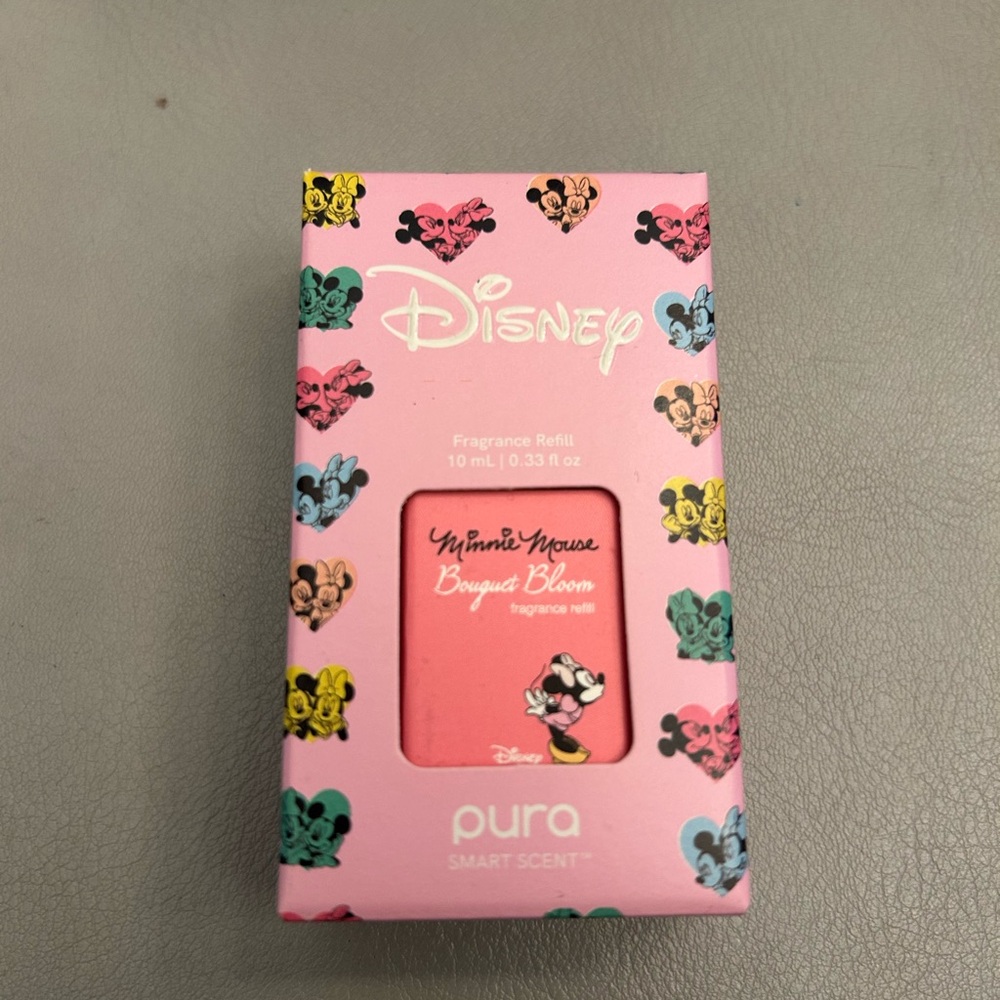 Disney
Fragrance Refill
10 mL | 0.33 fl oz
Minnie Mouse
Bouquet Bloom
fragrance refill
Disney
pura
SMART SCENT™